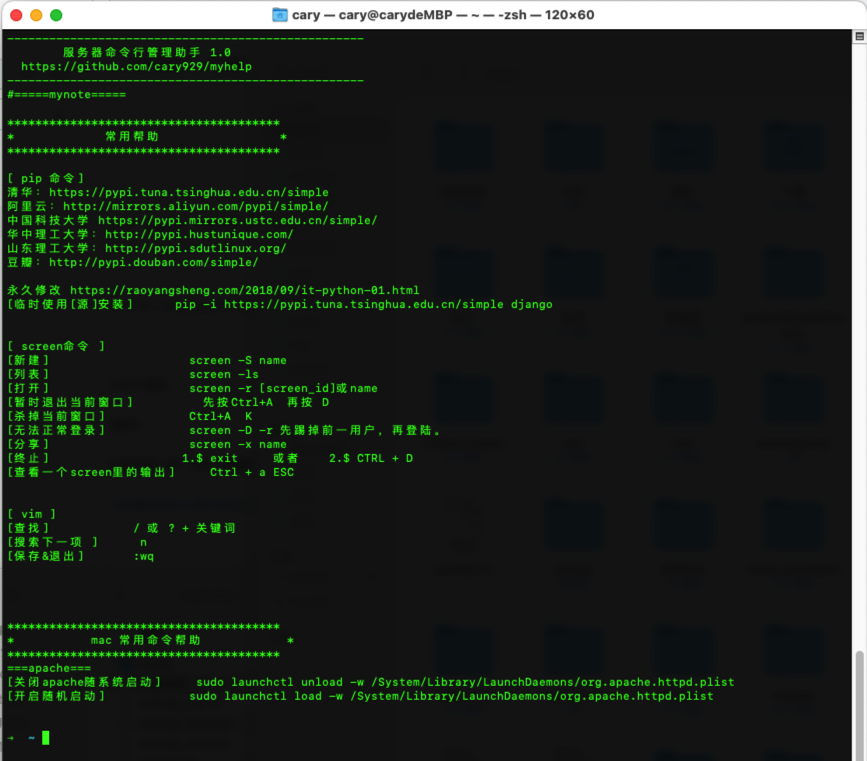 cary — cary@carydeMBP — ~ — -zsh — 120×60
------------------------------------------------------
服务器命令行管理助手 1.0
https://github.com/cary929/myhelp
------------------------------------------------------
#=====mynote=====
***************************************
* 常用帮助 *
***************************************
[ pip 命令]
清华: https://pypi.tuna.tsinghua.edu.cn/simple
阿里云: http://mirrors.aliyun.com/pypi/simple/
中国科技大学 https://pypi.mirrors.ustc.edu.cn/simple/
华中理工大学: http://pypi.hustunique.com/
山东理工大学: http://pypi.sdutlinux.org/
豆瓣: http://pypi.douban.com/simple/
永久修改 https://raoyangsheng.com/2018/09/it-python-01.html
[临时使用[源]安装] pip -i https://pypi.tuna.tsinghua.edu.cn/simple django
[ screen命令 ]
[新建] screen -S name
[列表] screen -ls
[打开] screen -r [screen_id]或name
[暂时退出当前窗口] 先按Ctrl+A 再按 D
[杀掉当前窗口] Ctrl+A K
[无法正常登录] screen -D -r 先踢掉前一用户, 再登陆。
[分享] screen -x name
[终止] 1.$ exit 或者 2.$ CTRL + D
[查看一个screen里的输出] Ctrl + a ESC
[ vim ]
[查找] / 或 ? + 关键词
[搜索下一项 ] n
[保存&退出] :wq
***************************************
* mac 常用命令帮助 *
***************************************
===apache===
[关闭apache随系统启动] sudo launchctl unload -w /System/Library/LaunchDaemons/org.apache.httpd.plist
[开启随机启动] sudo launchctl load -w /System/Library/LaunchDaemons/org.apache.httpd.plist
→ ~